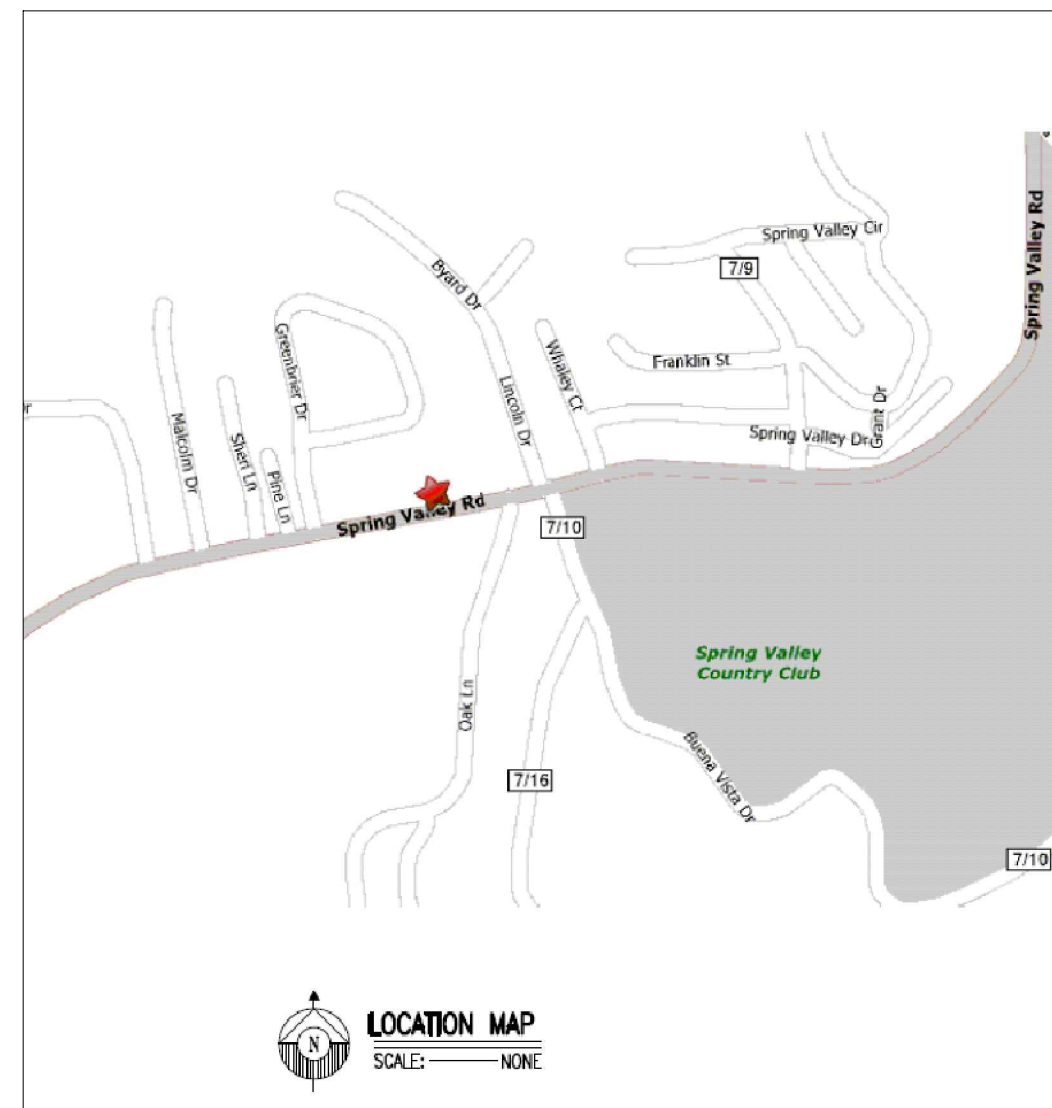 Spring Valley Cir
Spring Valley Rd
7/9
Byard Dr
Greenbrier Dr
Whaley Ct
Franklin St
Lincoln Dr
Grant Dr
Malcolm Dr
Sheri Ln
Spring Valley Dr
Pine Ln
Spring Valley Rd
7/10
Spring Valley
Country Club
Oak Ln
Buena Vista Dr
7/16
7/10
N
LOCATION MAP
SCALE: NONE